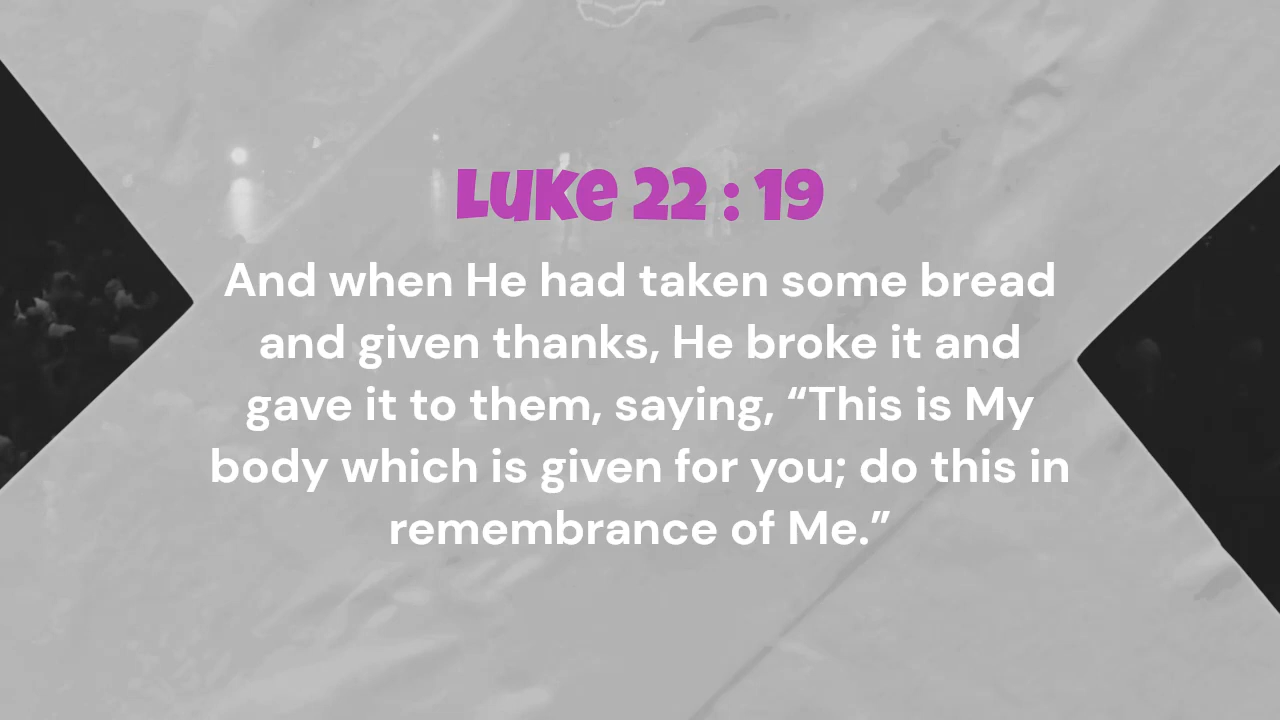 Luke 22 : 19
And when He had taken some bread
and given thanks, He broke it and
gave it to them, saying, “This is My
body which is given for you; do this in
remembrance of Me.”